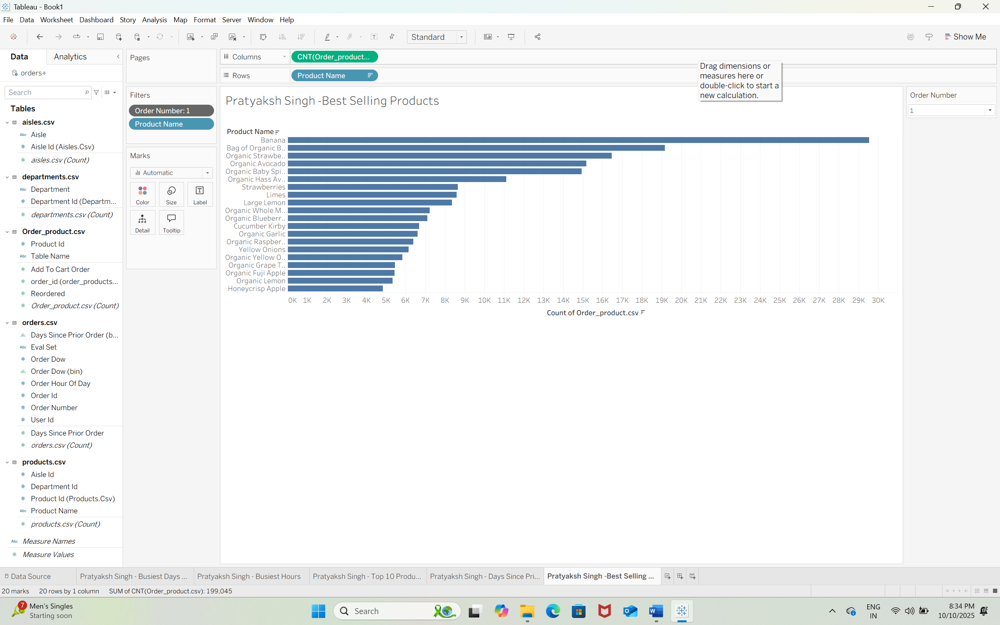 Tableau - Book1
File Data Worksheet Dashboard Story Analysis Map Format Server Window Help
Standard
Show Me
Data Analytics
orders+
Search
Tables
aisles.csv
Abc Aisle
# Aisle Id (Aisles.Csv)
# aisles.csv (Count)
departments.csv
Abc Department
# Department Id (Departm...
# departments.csv (Count)
Order_product.csv
# Product Id
Abc Table Name
# Add To Cart Order
# order_id (order_products...
# Reordered
# Order_product.csv (Count)
orders.csv
Days Since Prior Order (b...
Abc Eval Set
# Order Dow
Order Dow (bin)
# Order Hour Of Day
# Order Id
# Order Number
# User Id
# Days Since Prior Order
# orders.csv (Count)
products.csv
# Aisle Id
# Department Id
# Product Id (Products.Csv)
Abc Product Name
# products.csv (Count)
Abc Measure Names
# Measure Values
Pages
Filters
Order Number: 1
Product Name
Marks
Automatic
Color Size Label
Detail Tooltip
Columns CNT(Order_product...
Rows Product Name
Drag dimensions or
measures here or
double-click to start a
new calculation.
Pratyaksh Singh -Best Selling Products
Product Name
Banana
Bag of Organic B..
Organic Strawbe..
Organic Avocado
Organic Baby Spi..
Organic Hass Av..
Strawberries
Limes
Large Lemon
Organic Whole M..
Organic Blueberr..
Cucumber Kirby
Organic Garlic
Organic Raspber..
Yellow Onions
Organic Yellow O..
Organic Grape T..
Organic Fuji Apple
Organic Lemon
Honeycrisp Apple
0K 1K 2K 3K 4K 5K 6K 7K 8K 9K 10K 11K 12K 13K 14K 15K 16K 17K 18K 19K 20K 21K 22K 23K 24K 25K 26K 27K 28K 29K 30K
Count of Order_product.csv
Order Number
1
Data Source Pratyaksh Singh - Busiest Days ... Pratyaksh Singh - Busiest Hours Pratyaksh Singh - Top 10 Produ... Pratyaksh Singh - Days Since Pri... Pratyaksh Singh -Best Selling ...
20 marks 20 rows by 1 column SUM of CNT(Order_product.csv): 199,045
7
Men's Singles
Starting soon
Search
ENG
IN
8:34 PM
10/10/2025